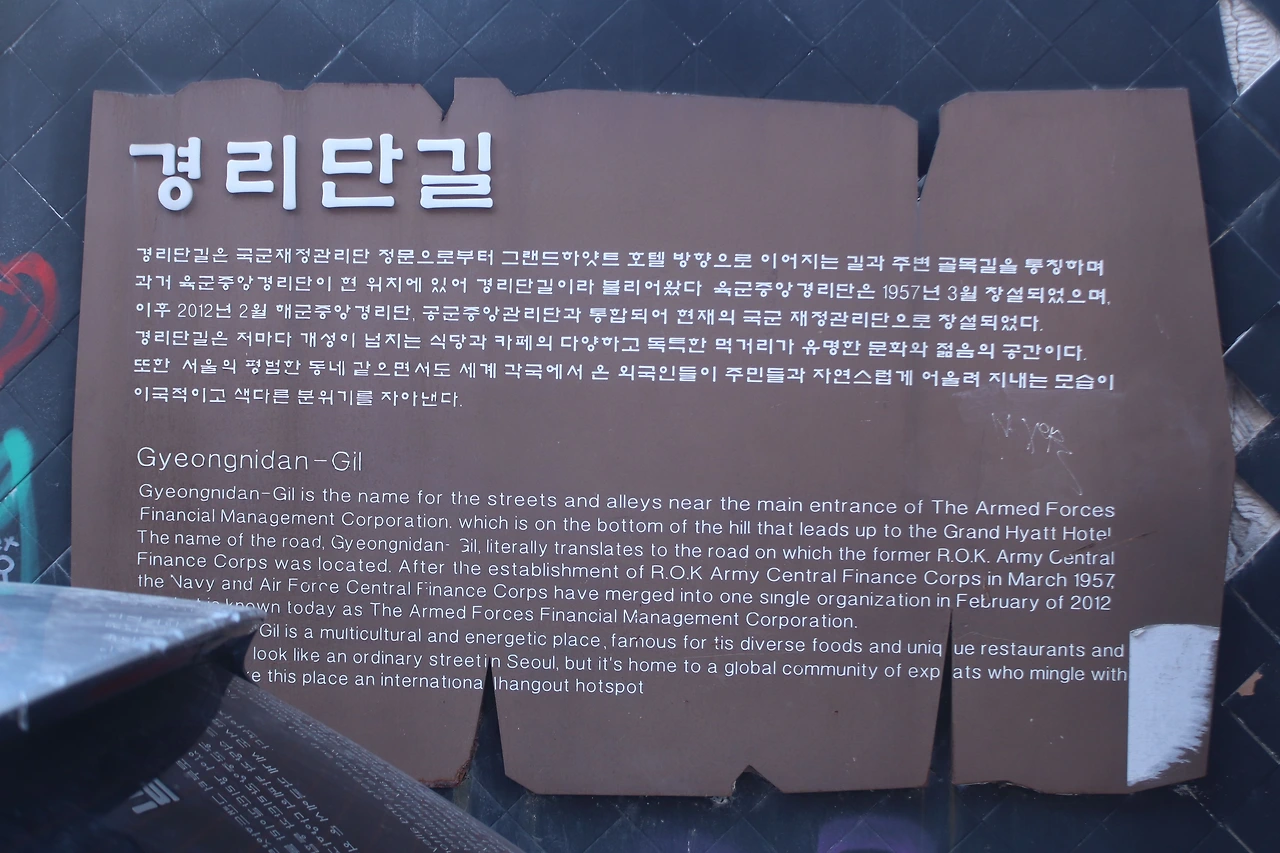 경리단길
경리단길은 국군재정관리단 정문으로부터 그랜드하얏트 호텔 방향으로 이어지는 길과 주변 골목길을 통칭하며
과거 육군중앙경리단이 현 위치에 있어 경리단길이라 불리어왔다 육군중앙경리단은 1957년 3월 창설되었으며,
이후 2012년 2월 해군중앙경리단, 공군중앙관리단과 통합되어 현재의 국군 재정관리단으로 창설되었다.
경리단길은 저마다 개성이 넘치는 식당과 카페의 다양하고 독특한 먹거리가 유명한 문화와 젊음의 공간이다.
또한 서울의 평범한 동네 같으면서도 세계 각국에서 온 외국인들이 주민들과 자연스럽게 어울려 지내는 모습이
이국적이고 색다른 분위기를 자아낸다.
Gyeongnidan-Gil
Gyeongnidan-Gil is the name for the streets and alleys near the main entrance of The Armed Forces
Financial Management Corporation. which is on the bottom of the hill that leads up to the Grand Hyatt Hotel
The name of the road, Gyeongnidan- Gil, literally translates to the road on which the former R.O.K. Army Central
Finance Corps was located. After the establishment of R.O.K Army Central Finance Corps in March 1957,
the Navy and Air Force Central Finance Corps have merged into one single organization in February of 2012
known today as The Armed Forces Financial Management Corporation.
Gil is a multicultural and energetic place, famous for tis diverse foods and unique restaurants and
look like an ordinary street in Seoul, but it's home to a global community of expats who mingle with
this place an international hangout hotspot